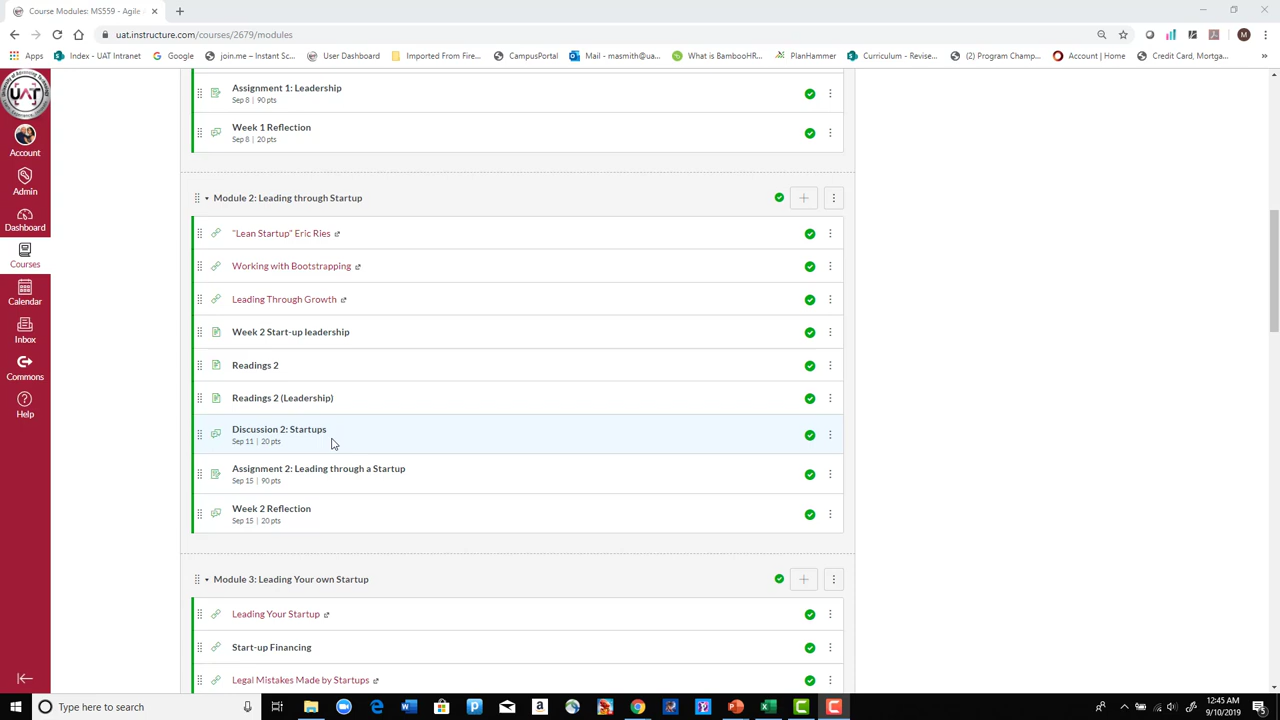 Course Modules: MS559 - Agile
uat.instructure.com/courses/2679/modules
M
Apps
Index - UAT Intranet
Google
join.me – Instant Sc...
User Dashboard
Imported From Fire...
CampusPortal
Mail - masmith@ua...
What is BambooHR...
PlanHammer
Curriculum - Revise...
(2) Program Champ...
Account | Home
Credit Card, Mortga...
»
UAT
Account
Admin
Dashboard
Courses
Calendar
Inbox
Commons
Help
Assignment 1: Leadership
Sep 8 | 90 pts
Week 1 Reflection
Sep 8 | 20 pts
Module 2: Leading through Startup
"Lean Startup" Eric Ries
Working with Bootstrapping
Leading Through Growth
Week 2 Start-up leadership
Readings 2
Readings 2 (Leadership)
Discussion 2: Startups
Sep 11 | 20 pts
Assignment 2: Leading through a Startup
Sep 15 | 90 pts
Week 2 Reflection
Sep 15 | 20 pts
Module 3: Leading Your own Startup
Leading Your Startup
Start-up Financing
Legal Mistakes Made by Startups
Type here to search
12:45 AM
9/10/2019